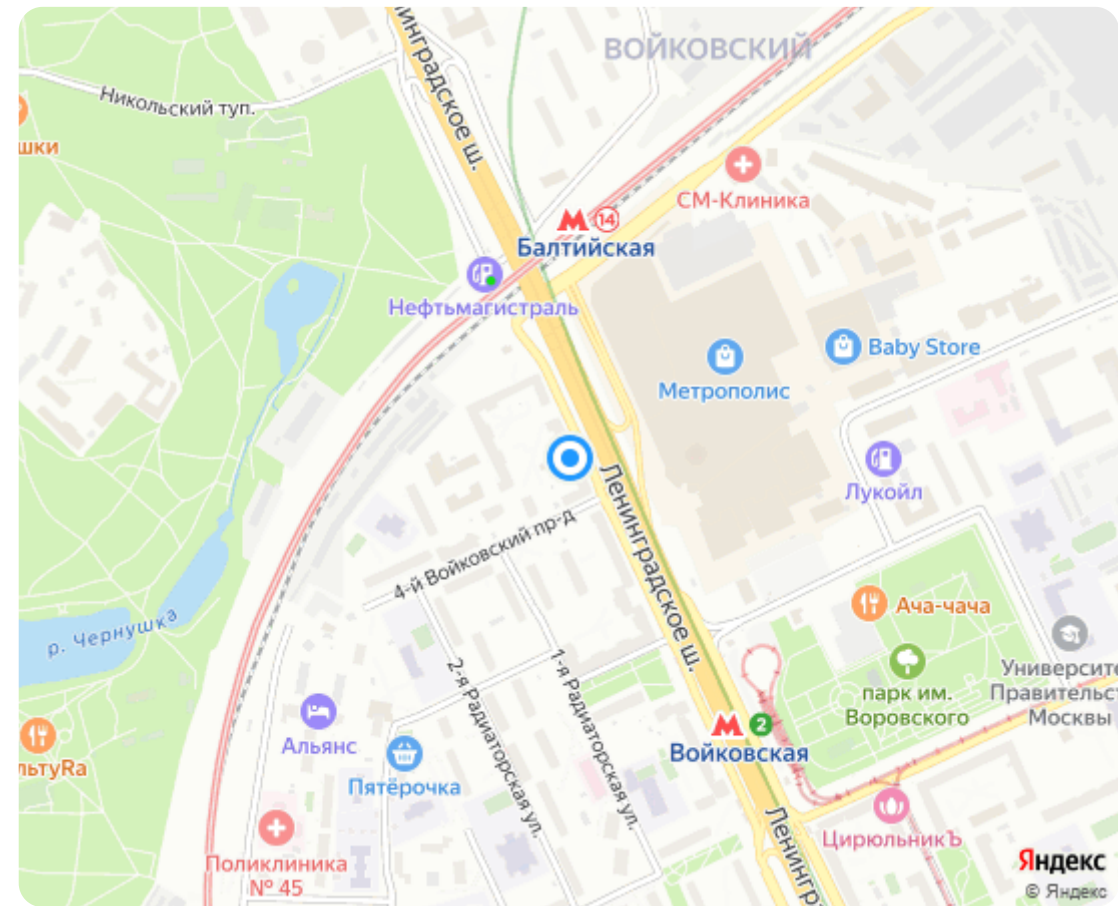 ВОЙКОВСКИЙ
Ленинградское ш.
Никольский туп.
шки
СМ-Клиника
14
Балтийская
Нефтьмагистраль
Baby Store
Метрополис
Лукойл
Ленинградское ш.
4-й Войковский пр-д
Ача-чача
р. Чернушка
парк им.
Воровского
Университе
Правительст
Москвы
2-я Радиаторская ул.
1-я Радиаторская ул.
2
Войковская
Альянс
льтуRa
Пятёрочка
ЦирюльникЪ
Ленингр
Поликлиника
№ 45
Яндекс
© Яндекс